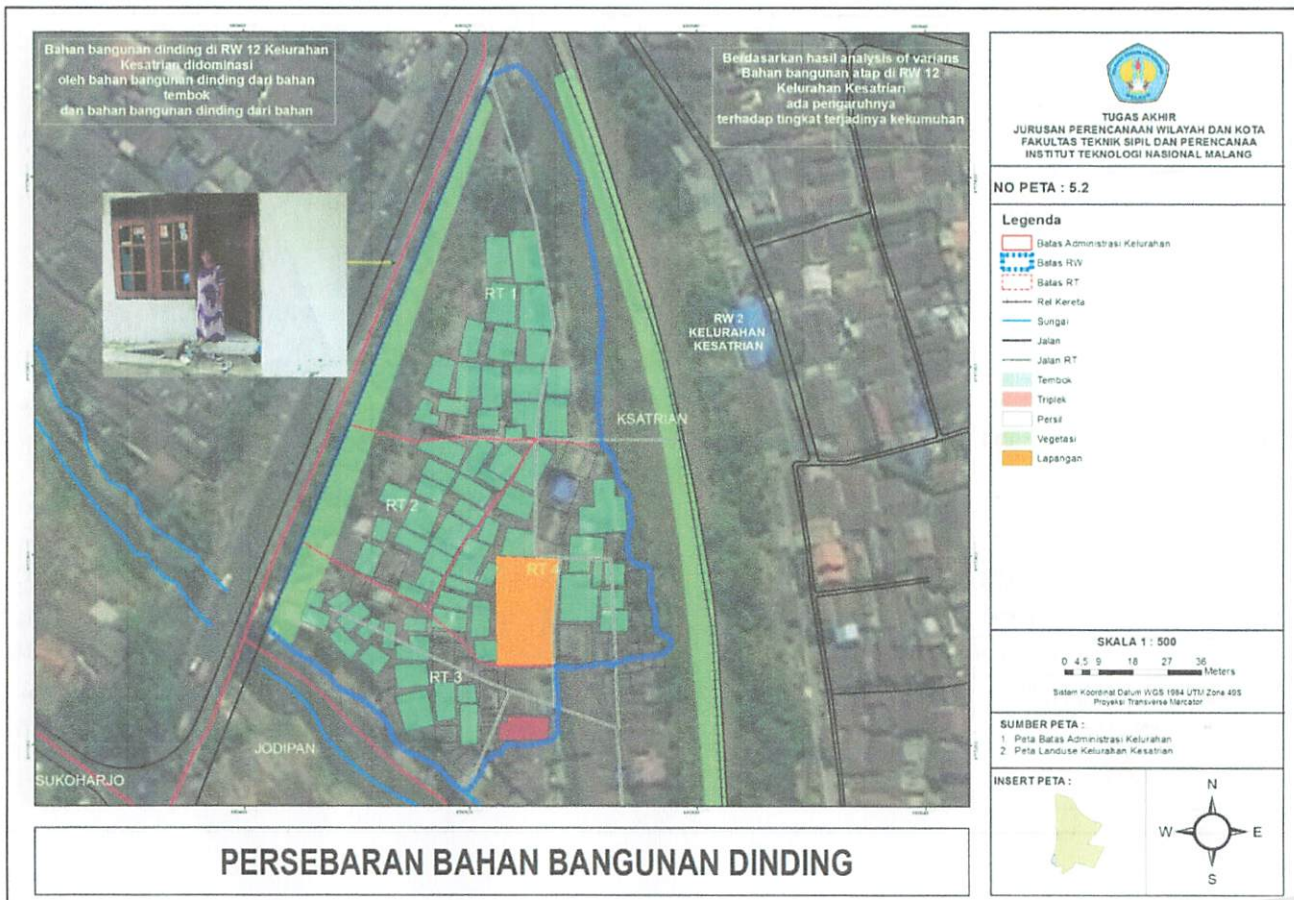 Bahan bangunan dinding di RW 12 Kelurahan
Kesatrian didominasi
oleh bahan bangunan dinding dari bahan
tembok
dan bahan bangunan dinding dari bahan
Berdasarkan hasil analysis of varians
Bahan bangunan atap di RW 12
Kelurahan Kesatrian
ada pengaruhnya
terhadap tingkat terjadinya kekumuhan
RT 1
RW 2
KELURAHAN
KESATRIAN
KSATRIAN
RT 2
RT 4
RT 3
JODIPAN
SUKOHARJO
PERSEBARAN BAHAN BANGUNAN DINDING
TUGAS AKHIR
JURUSAN PERENCANAAN WILAYAH DAN KOTA
FAKULTAS TEKNIK SIPIL DAN PERENCANAA
INSTITUT TEKNOLOGI NASIONAL MALANG
NO PETA : 5.2
Legenda
Batas Administrasi Kelurahan
Batas RW
Batas RT
Rel Kereta
Sungai
Jalan
Jalan RT
Tembok
Triplek
Persil
Vegetasi
Lapangan
SKALA 1 : 500
0 4.5 9 18 27 36
Meters
Sistem Koordinat Datum WGS 1984 UTM Zone 49S
Proyeksi Transverse Mercator
SUMBER PETA :
1. Peta Batas Administrasi Kelurahan
2. Peta Landuse Kelurahan Kesatrian
INSERT PETA :
N
W E
S